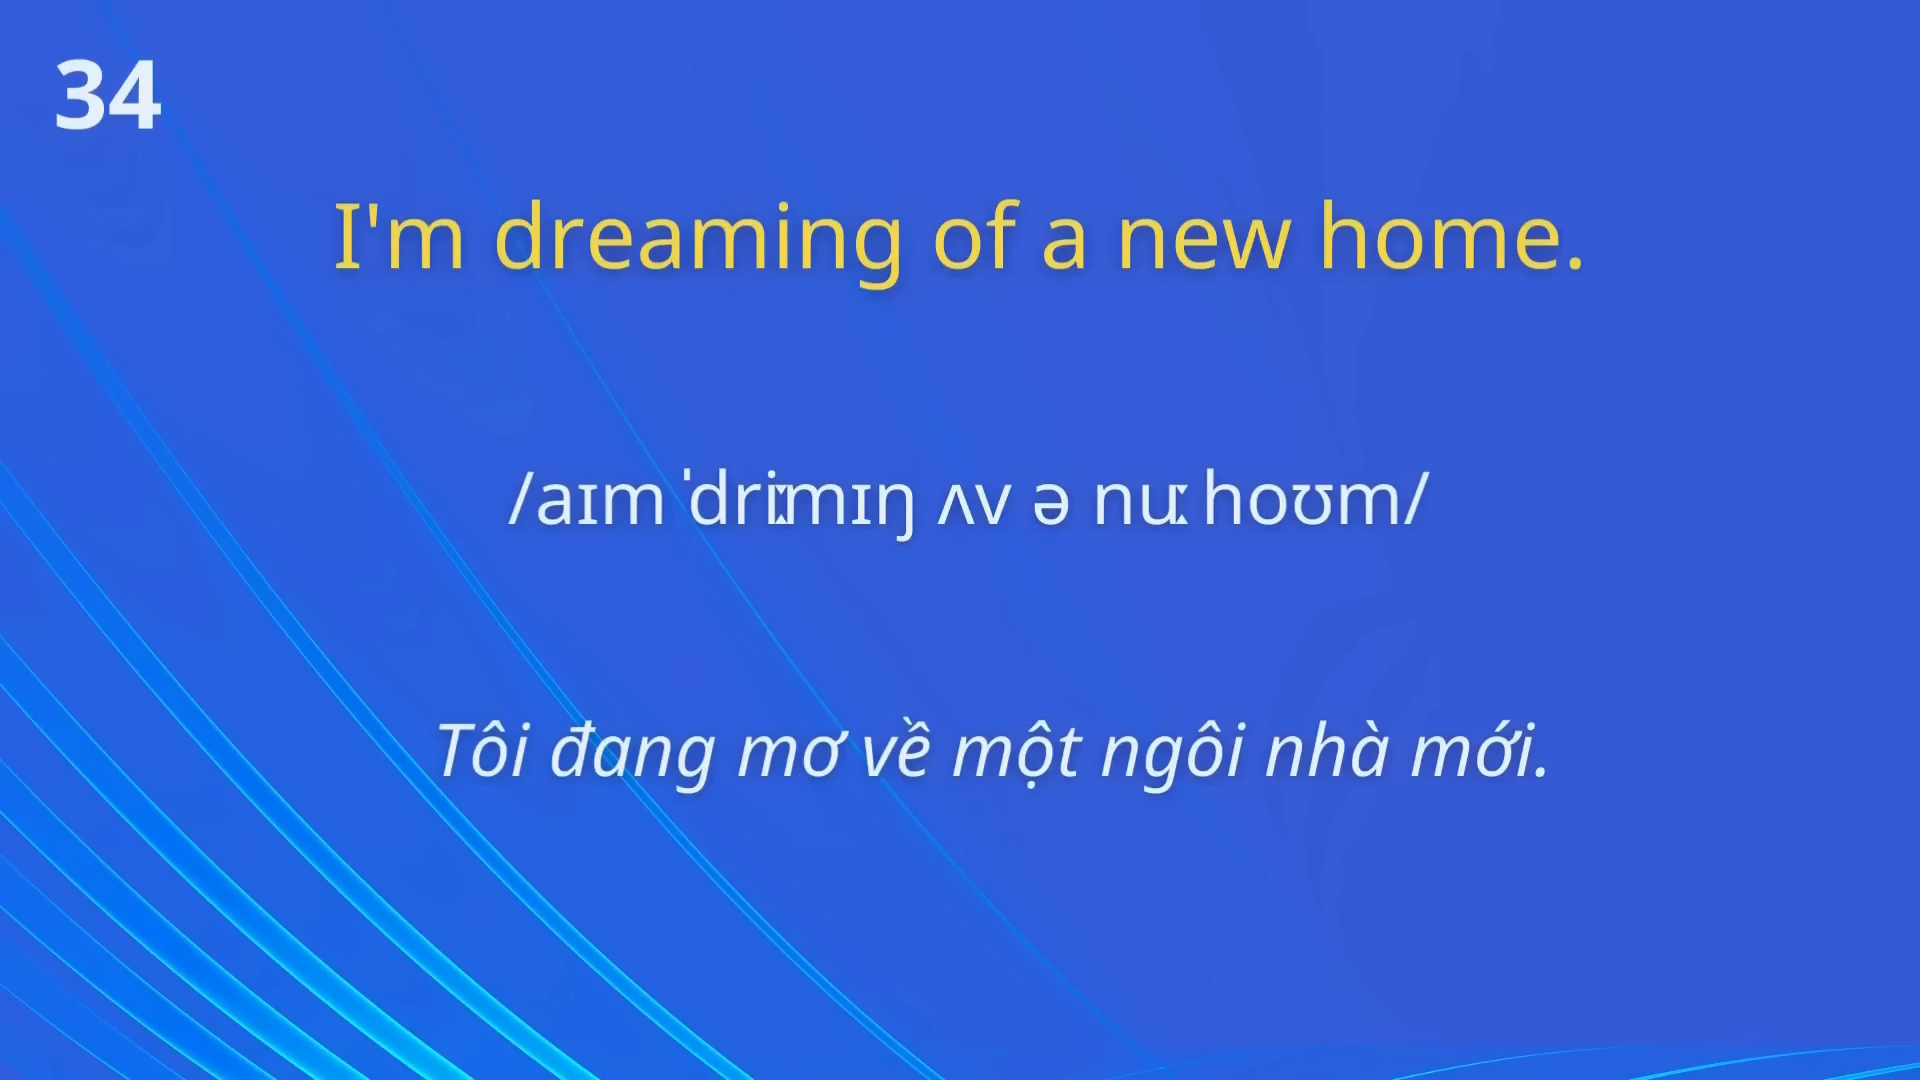 34
I'm dreaming of a new home.
/aɪm ˈdriːmɪŋ ʌv ə nuː hoʊm/
Tôi đang mơ về một ngôi nhà mới.